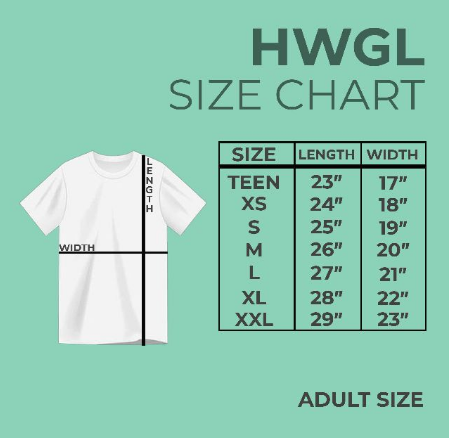 HWGL
SIZE CHART
LENGTH
WIDTH
SIZE LENGTH WIDTH
TEEN 23" 17"
XS 24" 18"
S 25" 19"
M 26" 20"
L 27" 21"
XL 28" 22"
XXL 29" 23"
ADULT SIZE